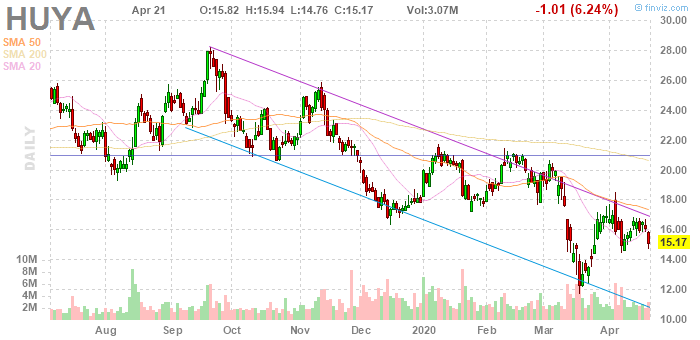 HUYA
Apr 21 O:15.82 H:15.94 L:14.76 C:15.17 Vol:3.07M -1.01 (6.24%)
© finviz.com
SMA 50
SMA 200
SMA 20
DAILY
30.00
28.00
26.00
24.00
22.00
20.00
18.00
16.00
15.17
14.00
12.00
10.00
10M
8M
6M
4M
2M
Aug Sep Oct Nov Dec 2020 Feb Mar Apr